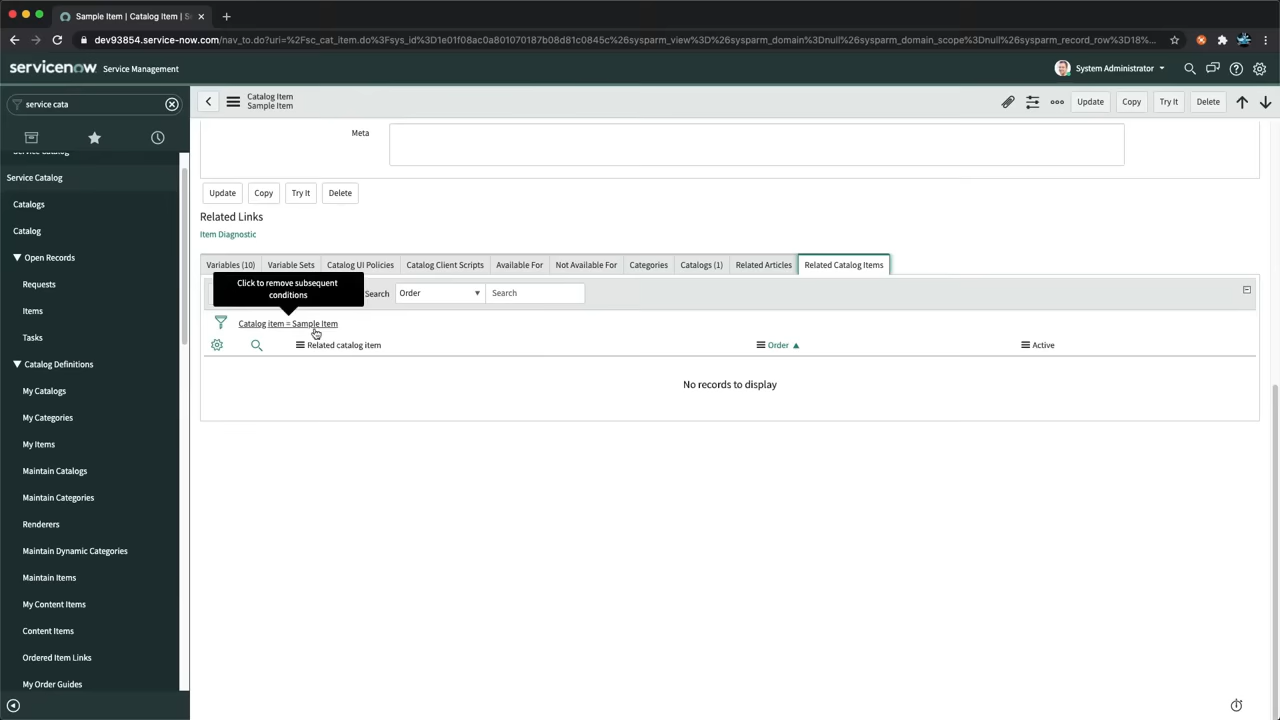 Sample Item | Catalog Item | S
dev93854.service-now.com/nav_to.do?uri=%2Fsc_cat_item.do%3Fsys_id%3D1e01f08ac0a801070187b08d81c0845c%26sysparm_view%3D%26sysparm_domain%3Dnull%26sysparm_domain_scope%3Dnull%26sysparm_record_row%3D18%...
servicenow Service Management
System Administrator
service cata
Catalog Item
Sample Item
Update
Copy
Try It
Delete
Service Catalog
Service Catalog
Catalogs
Catalog
Open Records
Requests
Items
Tasks
Catalog Definitions
My Catalogs
My Categories
My Items
Maintain Catalogs
Maintain Categories
Renderers
Maintain Dynamic Categories
Maintain Items
My Content Items
Content Items
Ordered Item Links
My Order Guides
Meta
Update
Copy
Try It
Delete
Related Links
Item Diagnostic
Variables (10)
Variable Sets
Catalog UI Policies
Catalog Client Scripts
Available For
Not Available For
Categories
Catalogs (1)
Related Articles
Related Catalog Items
Click to remove subsequent
conditions
Search
Order
Search
Catalog item = Sample Item
Related catalog item
Order
Active
No records to display